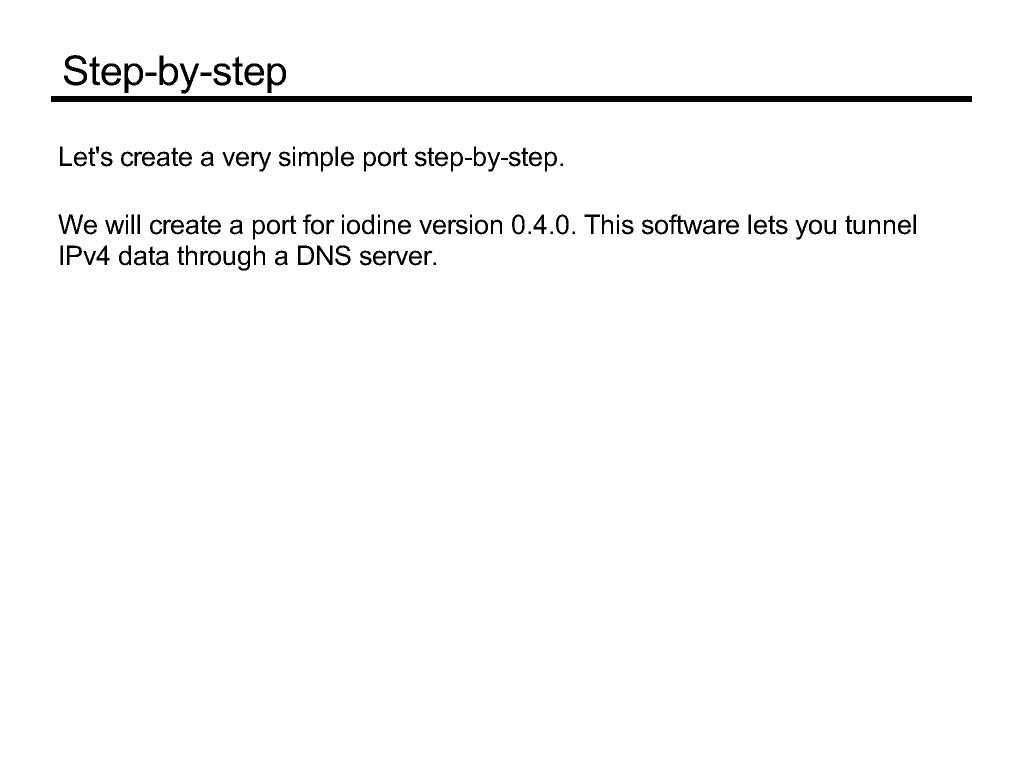 Step-by-step
Let's create a very simple port step-by-step.
We will create a port for iodine version 0.4.0. This software lets you tunnel
IPv4 data through a DNS server.